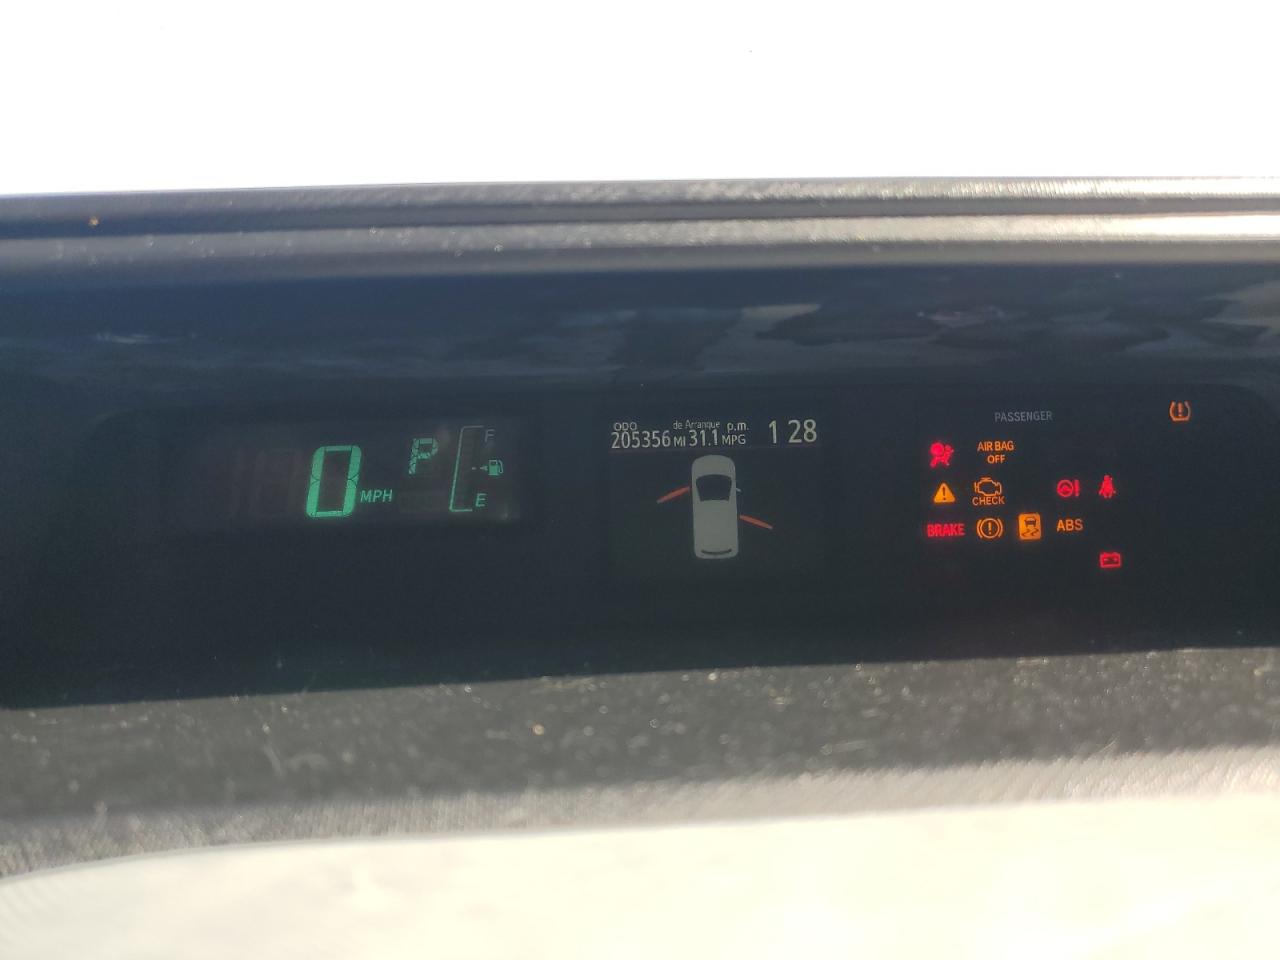 0 MPH
P
F
E
ODO de Arranque p.m.
205356 MI 31.1 MPG 1 28
PASSENGER
AIR BAG
OFF
CHECK
BRAKE ABS